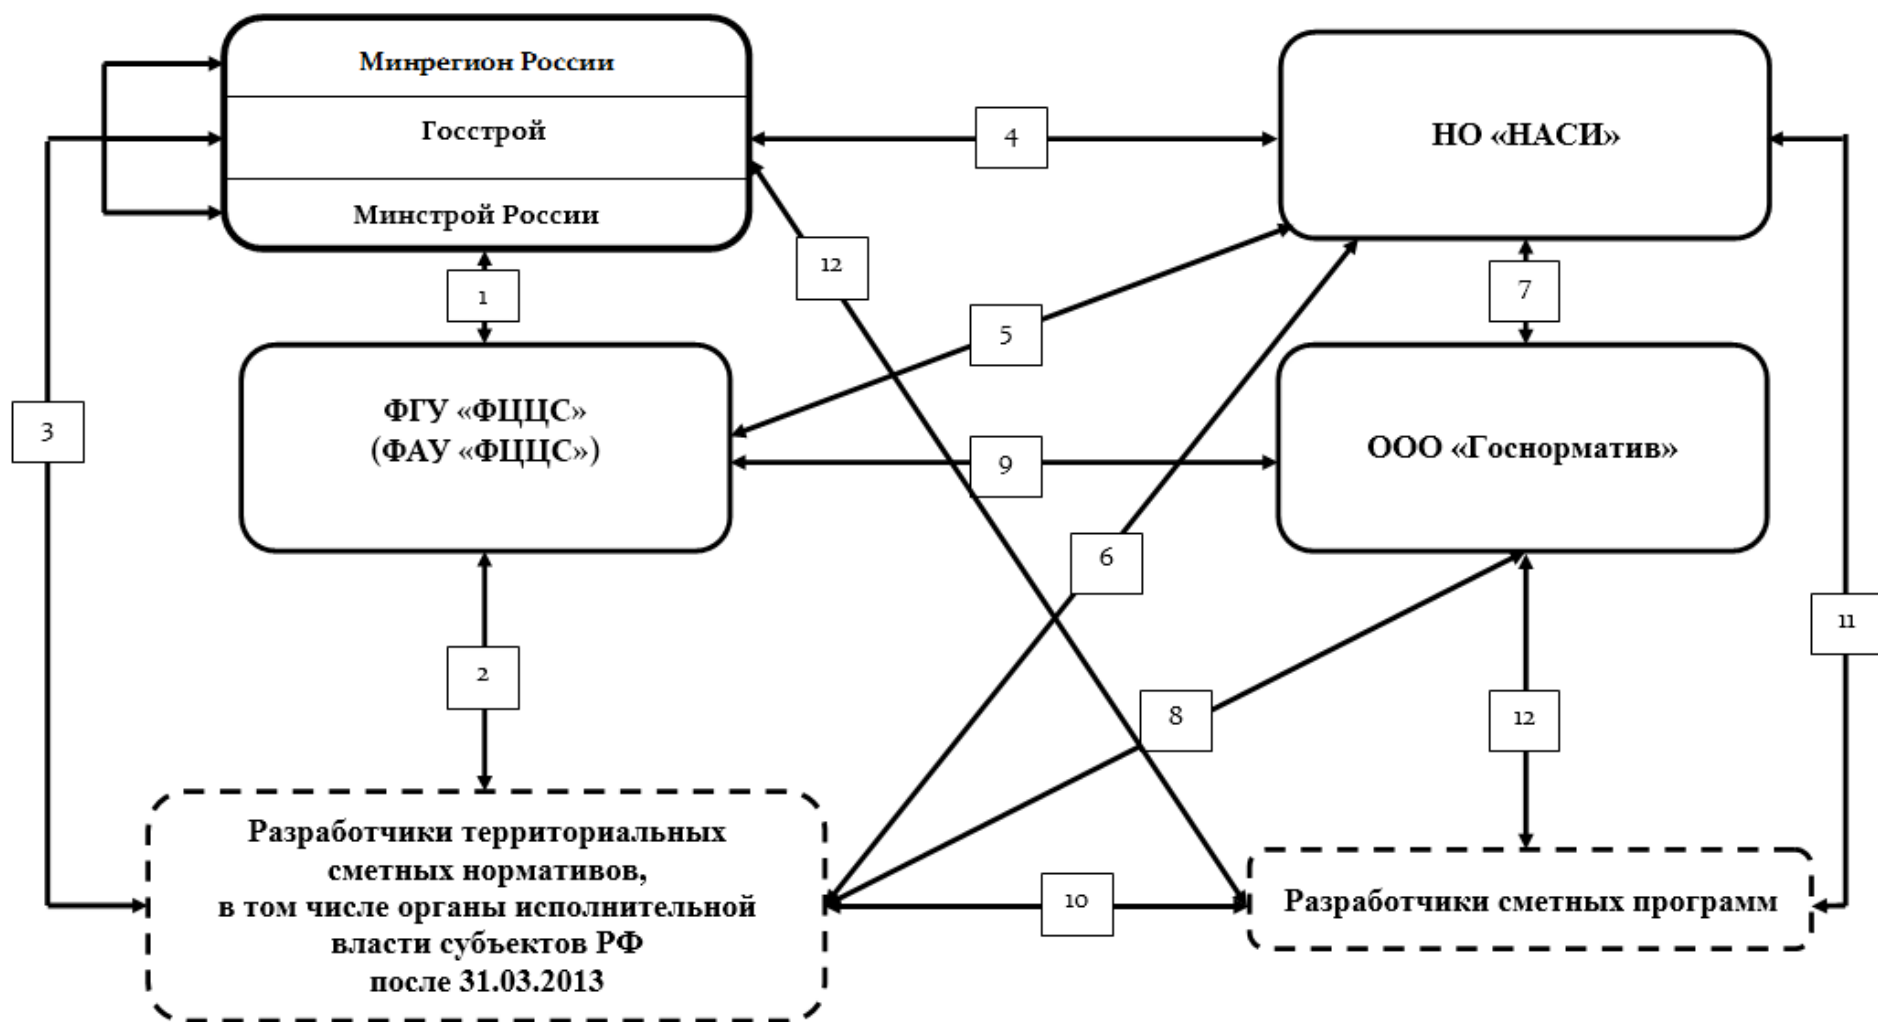 Минрегион России
Госстрой
Минстрой России
НО «НАСИ»
4
12
1
5
7
3
ФГУ «ФЦЦС»
(ФАУ «ФЦЦС»)
9
ООО «Госнорматив»
6
11
2
8
12
Разработчики территориальных
сметных нормативов,
в том числе органы исполнительной
власти субъектов РФ
после 31.03.2013
10
Разработчики сметных программ